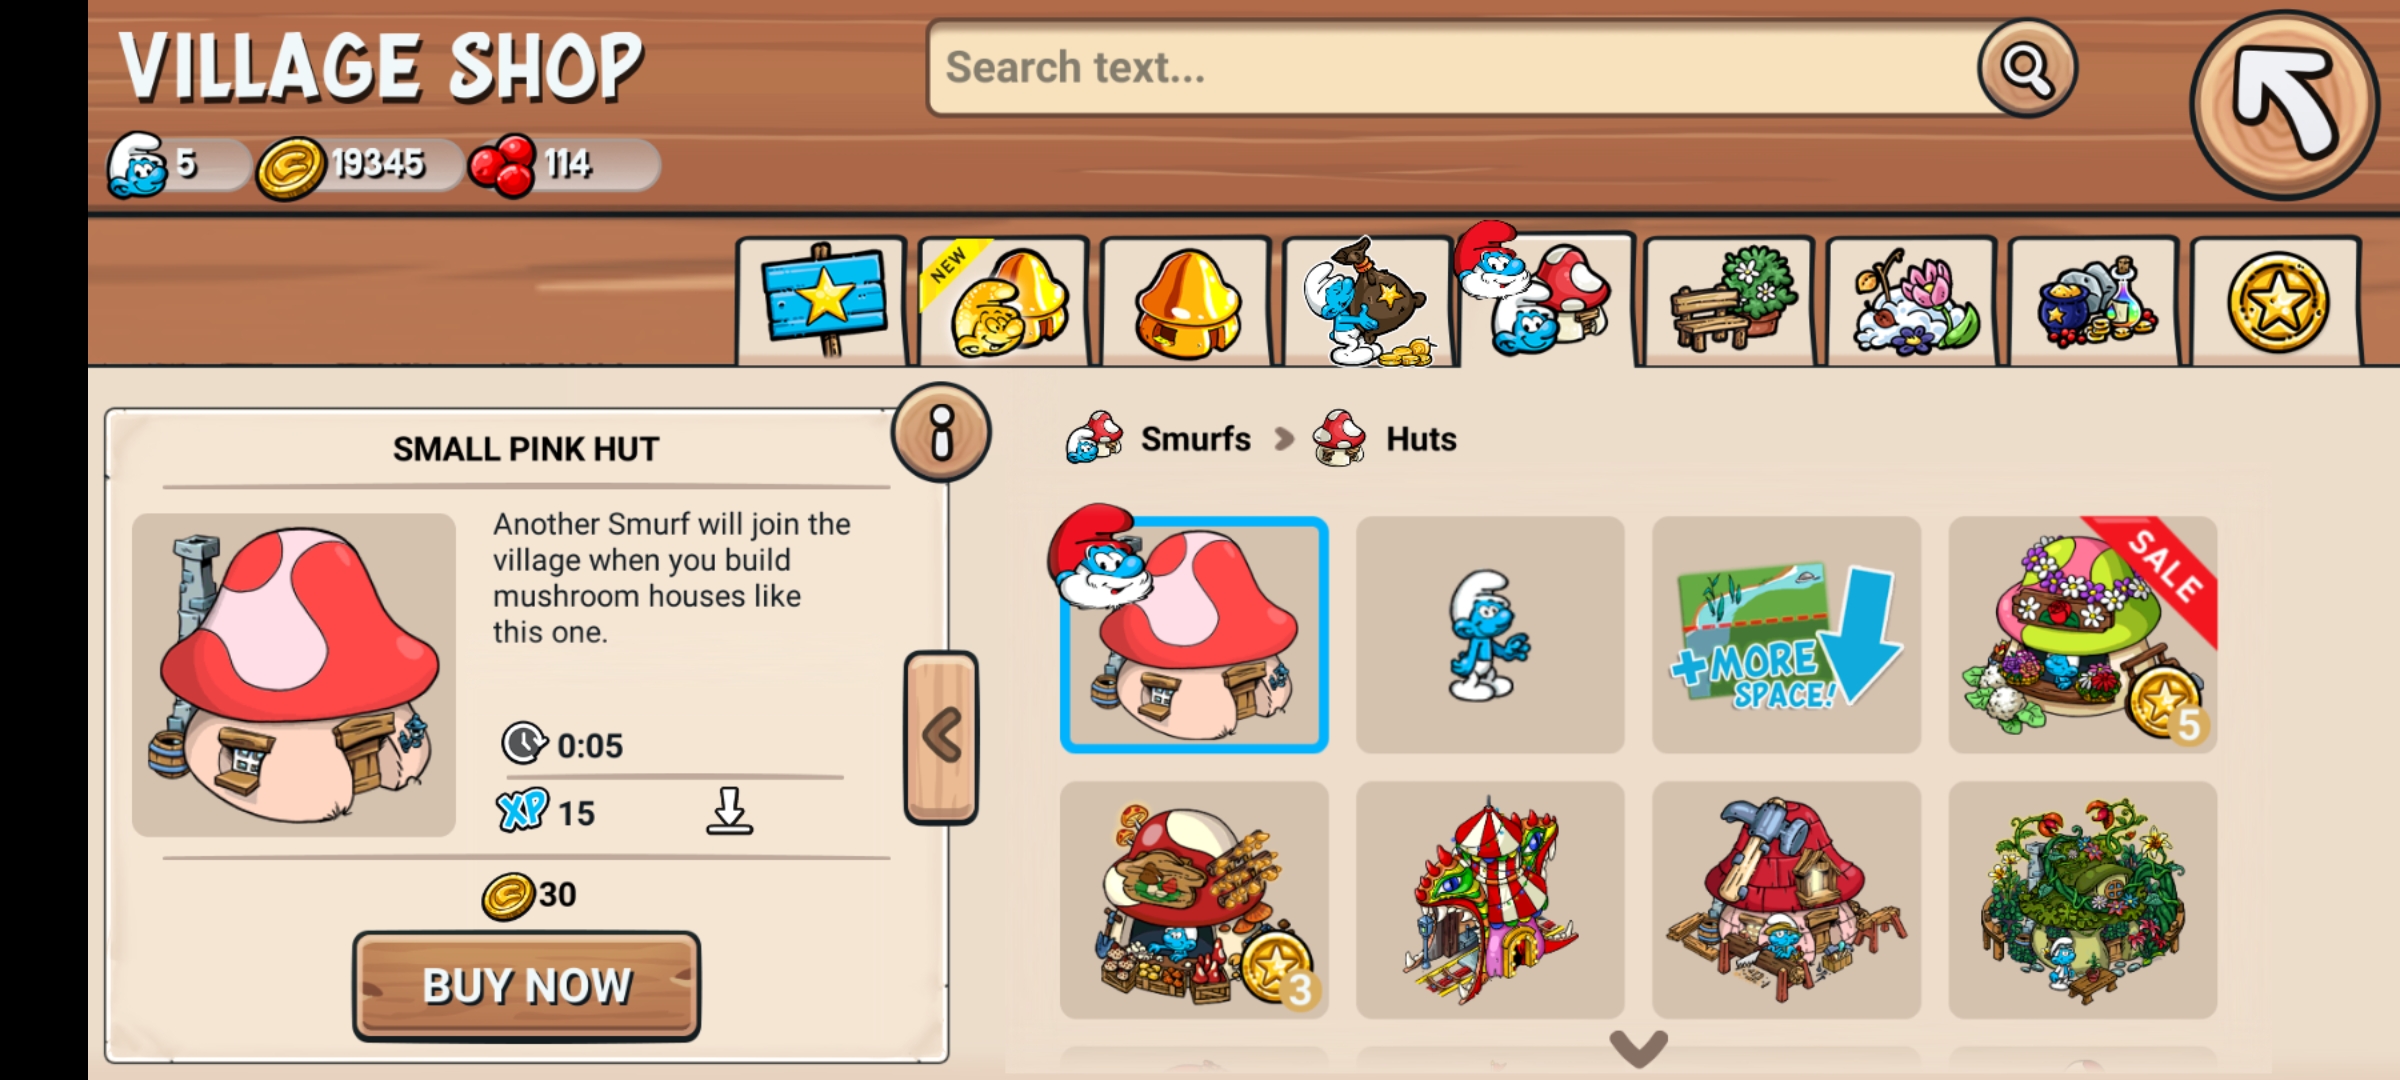 VILLAGE SHOP
Search text...
5
19345
114
NEW
SMALL PINK HUT
Another Smurf will join the
village when you build
mushroom houses like
this one.
0:05
XP 15
30
BUY NOW
Smurfs
Huts
+MORE
SPACE!
SALE
5
3